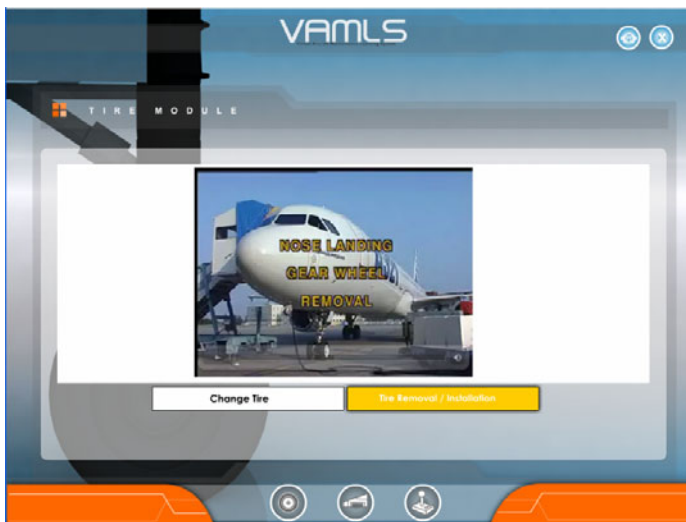 VAMLS
TIRE MODULE
NOSE LANDING
GEAR WHEEL
REMOVAL
Change Tire
Tire Removal / Installation